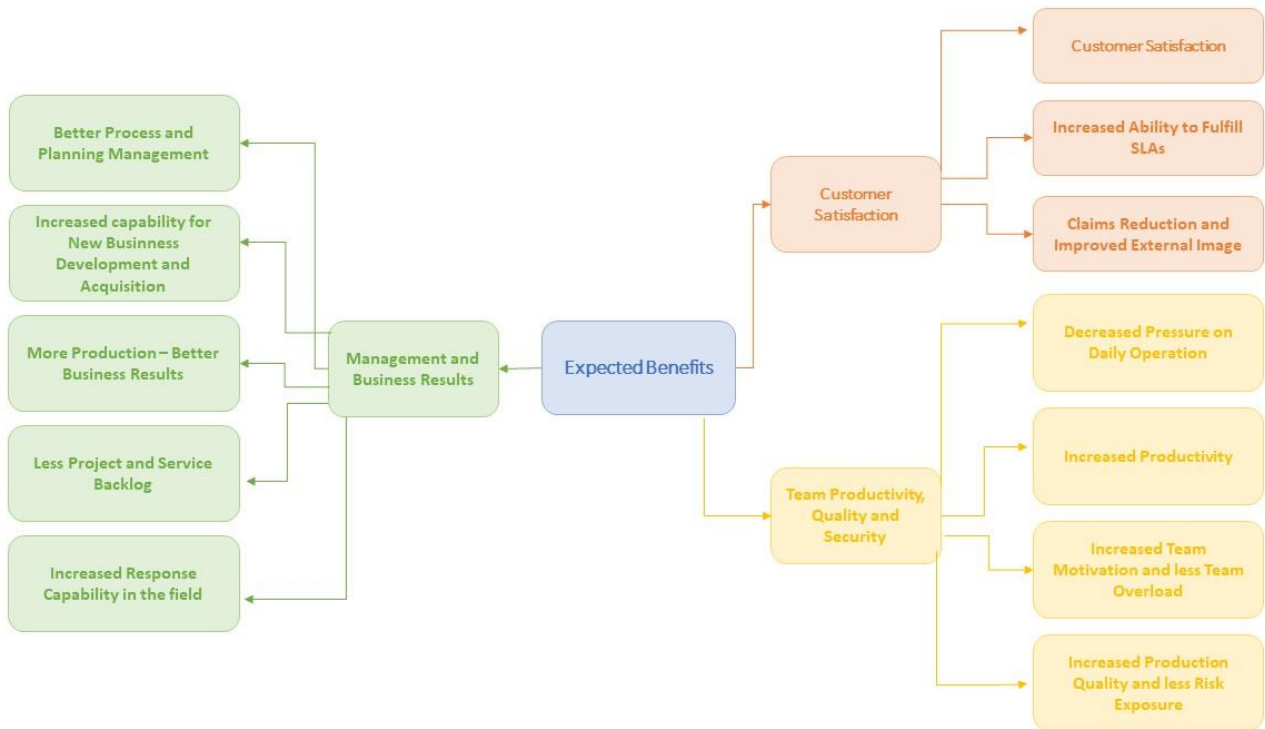 Better Process and
Planning Management
Increased capability for
New Businness
Development and
Acquisition
More Production – Better
Business Results
Less Project and Service
Backlog
Increased Response
Capability in the field
Management and
Business Results
Expected Benefits
Customer
Satisfaction
Customer Satisfaction
Increased Ability to Fulfill
SLAs
Claims Reduction and
Improved External Image
Team Productivity,
Quality and
Security
Decreased Pressure on
Daily Operation
Increased Productivity
Increased Team
Motivation and less Team
Overload
Increased Production
Quality and less Risk
Exposure